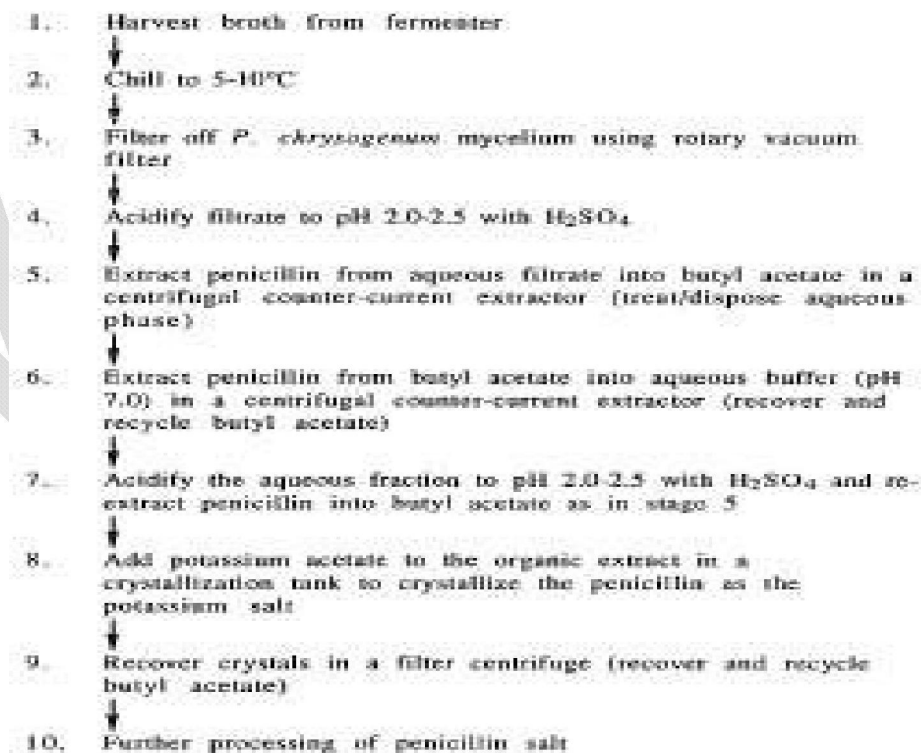 1. Harvest broth from fermenter
2. Chill to 5-10°C
3. Filter off P. chrysogenum mycelium using rotary vacuum
filter
4. Acidify filtrate to pH 2.0-2.5 with H₂SO₄
5. Extract penicillin from aqueous filtrate into butyl acetate in a
centrifugal counter-current extractor (treat/dispose aqueous
phase)
6. Extract penicillin from butyl acetate into aqueous buffer (pH
7.0) in a centrifugal counter-current extractor (recover and
recycle butyl acetate)
7. Acidify the aqueous fraction to pH 2.0-2.5 with H₂SO₄ and re-
extract penicillin into butyl acetate as in stage 5
8. Add potassium acetate to the organic extract in a
crystallization tank to crystallize the penicillin as the
potassium salt
9. Recover crystals in a filter centrifuge (recover and recycle
butyl acetate)
10. Further processing of penicillin salt